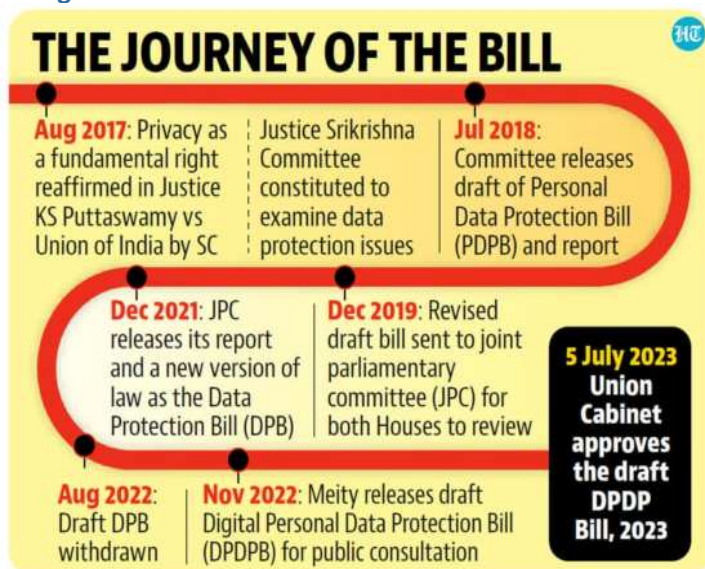 THE JOURNEY OF THE BILL
HT
Aug 2017: Privacy as
a fundamental right
reaffirmed in Justice
KS Puttaswamy vs
Union of India by SC
Justice Srikrishna
Committee
constituted to
examine data
protection issues
Jul 2018:
Committee releases
draft of Personal
Data Protection Bill
(PDPB) and report
Dec 2019: Revised
draft bill sent to joint
parliamentary
committee (JPC) for
both Houses to review
Dec 2021: JPC
releases its report
and a new version of
law as the Data
Protection Bill (DPB)
Aug 2022:
Draft DPB
withdrawn
Nov 2022: Meity releases draft
Digital Personal Data Protection Bill
(DPDPB) for public consultation
5 July 2023
Union
Cabinet
approves
the draft
DPDP
Bill, 2023